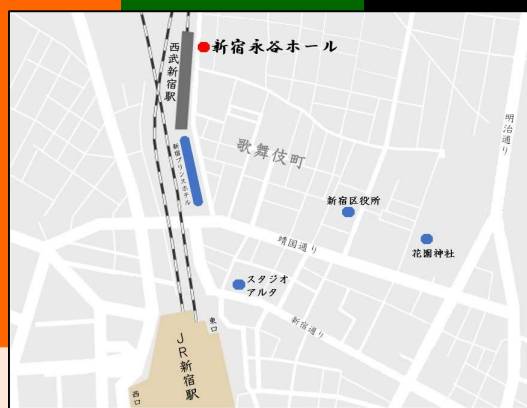 新宿永谷ホール
西武新宿駅
新宿プリンスホテル
歌舞伎町
明治通り
新宿区役所
花園神社
靖国通り
スタジオ
アルタ
新宿通り
東口
JR新宿駅
西口